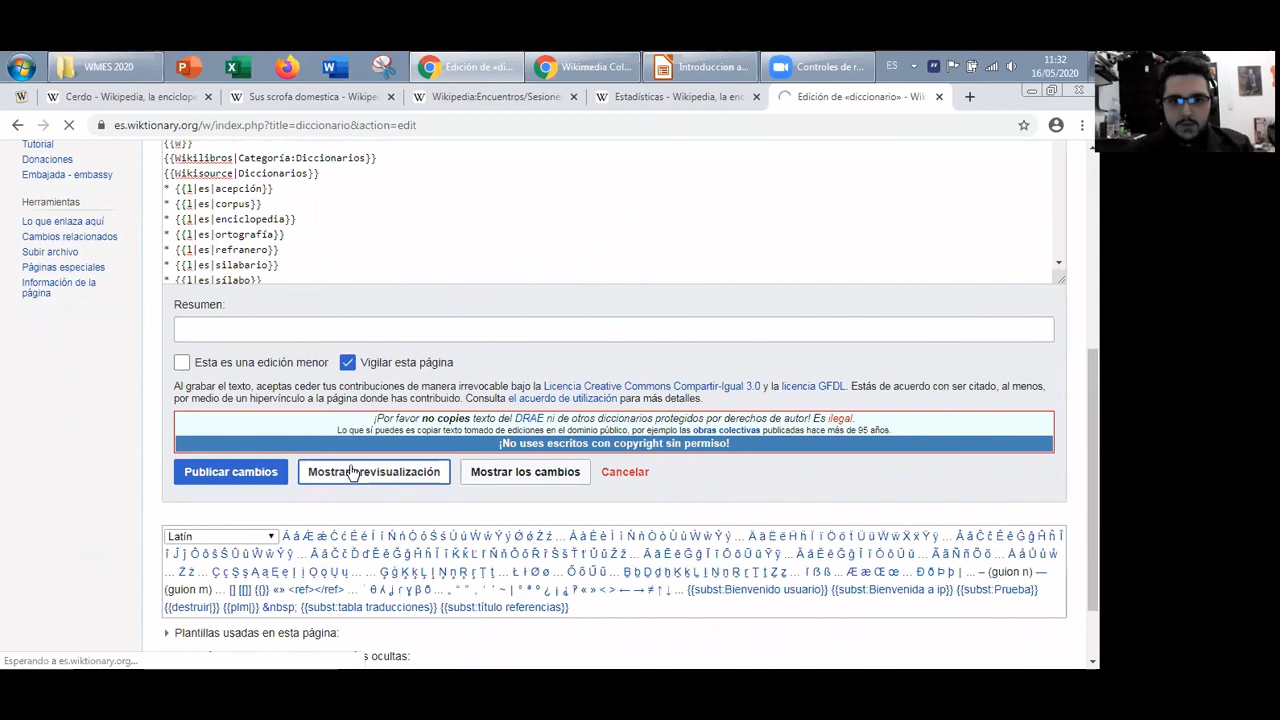 WMES 2020
Edición de «di...
Wikimedia Col...
Introduccion a...
Controles de r...
ES
11:32
16/05/2020
Cerdo - Wikipedia, la enciclop
Sus scrofa domestica - Wikipe
Wikipedia:Encuentros/Sesione
Estadísticas - Wikipedia, la enc
Edición de «diccionario» - Wik
es.wiktionary.org/w/index.php?title=diccionario&action=edit
Tutorial
Donaciones
Embajada - embassy
Herramientas
Lo que enlaza aquí
Cambios relacionados
Subir archivo
Páginas especiales
Información de la
página
{{w}}
{{Wikilibros|Categoría:Diccionarios}}
{{Wikisource|Diccionarios}}
* {{l|es|acepción}}
* {{l|es|corpus}}
* {{l|es|enciclopedia}}
* {{l|es|ortografía}}
* {{l|es|refranero}}
* {{l|es|silabario}}
* {{l|es|sílabo}}
Resumen:
Esta es una edición menor
Vigilar esta página
Al grabar el texto, aceptas ceder tus contribuciones de manera irrevocable bajo la Licencia Creative Commons Compartir-Igual 3.0 y la licencia GFDL. Estás de acuerdo con ser citado, al menos,
por medio de un hipervínculo a la página donde has contribuido. Consulta el acuerdo de utilización para más detalles.
¡Por favor no copies texto del DRAE ni de otros diccionarios protegidos por derechos de autor! Es ilegal.
Lo que sí puedes es copiar texto tomado de ediciones en el dominio público, por ejemplo las obras colectivas publicadas hace más de 95 años.
¡No uses escritos con copyright sin permiso!
Publicar cambios
Mostrar previsualización
Mostrar los cambios
Cancelar
Latín
(guion m) … [] [[]] {{}} «» <ref></ref> …
{{subst:Bienvenido usuario}} {{subst:Bienvenida a ip}} {{subst:Prueba}}
{{destruir|}} {{plm|}} &nbsp; {{subst:tabla traducciones}} {{subst:título referencias}}
Plantillas usadas en esta página:
s ocultas:
Esperando a es.wiktionary.org...